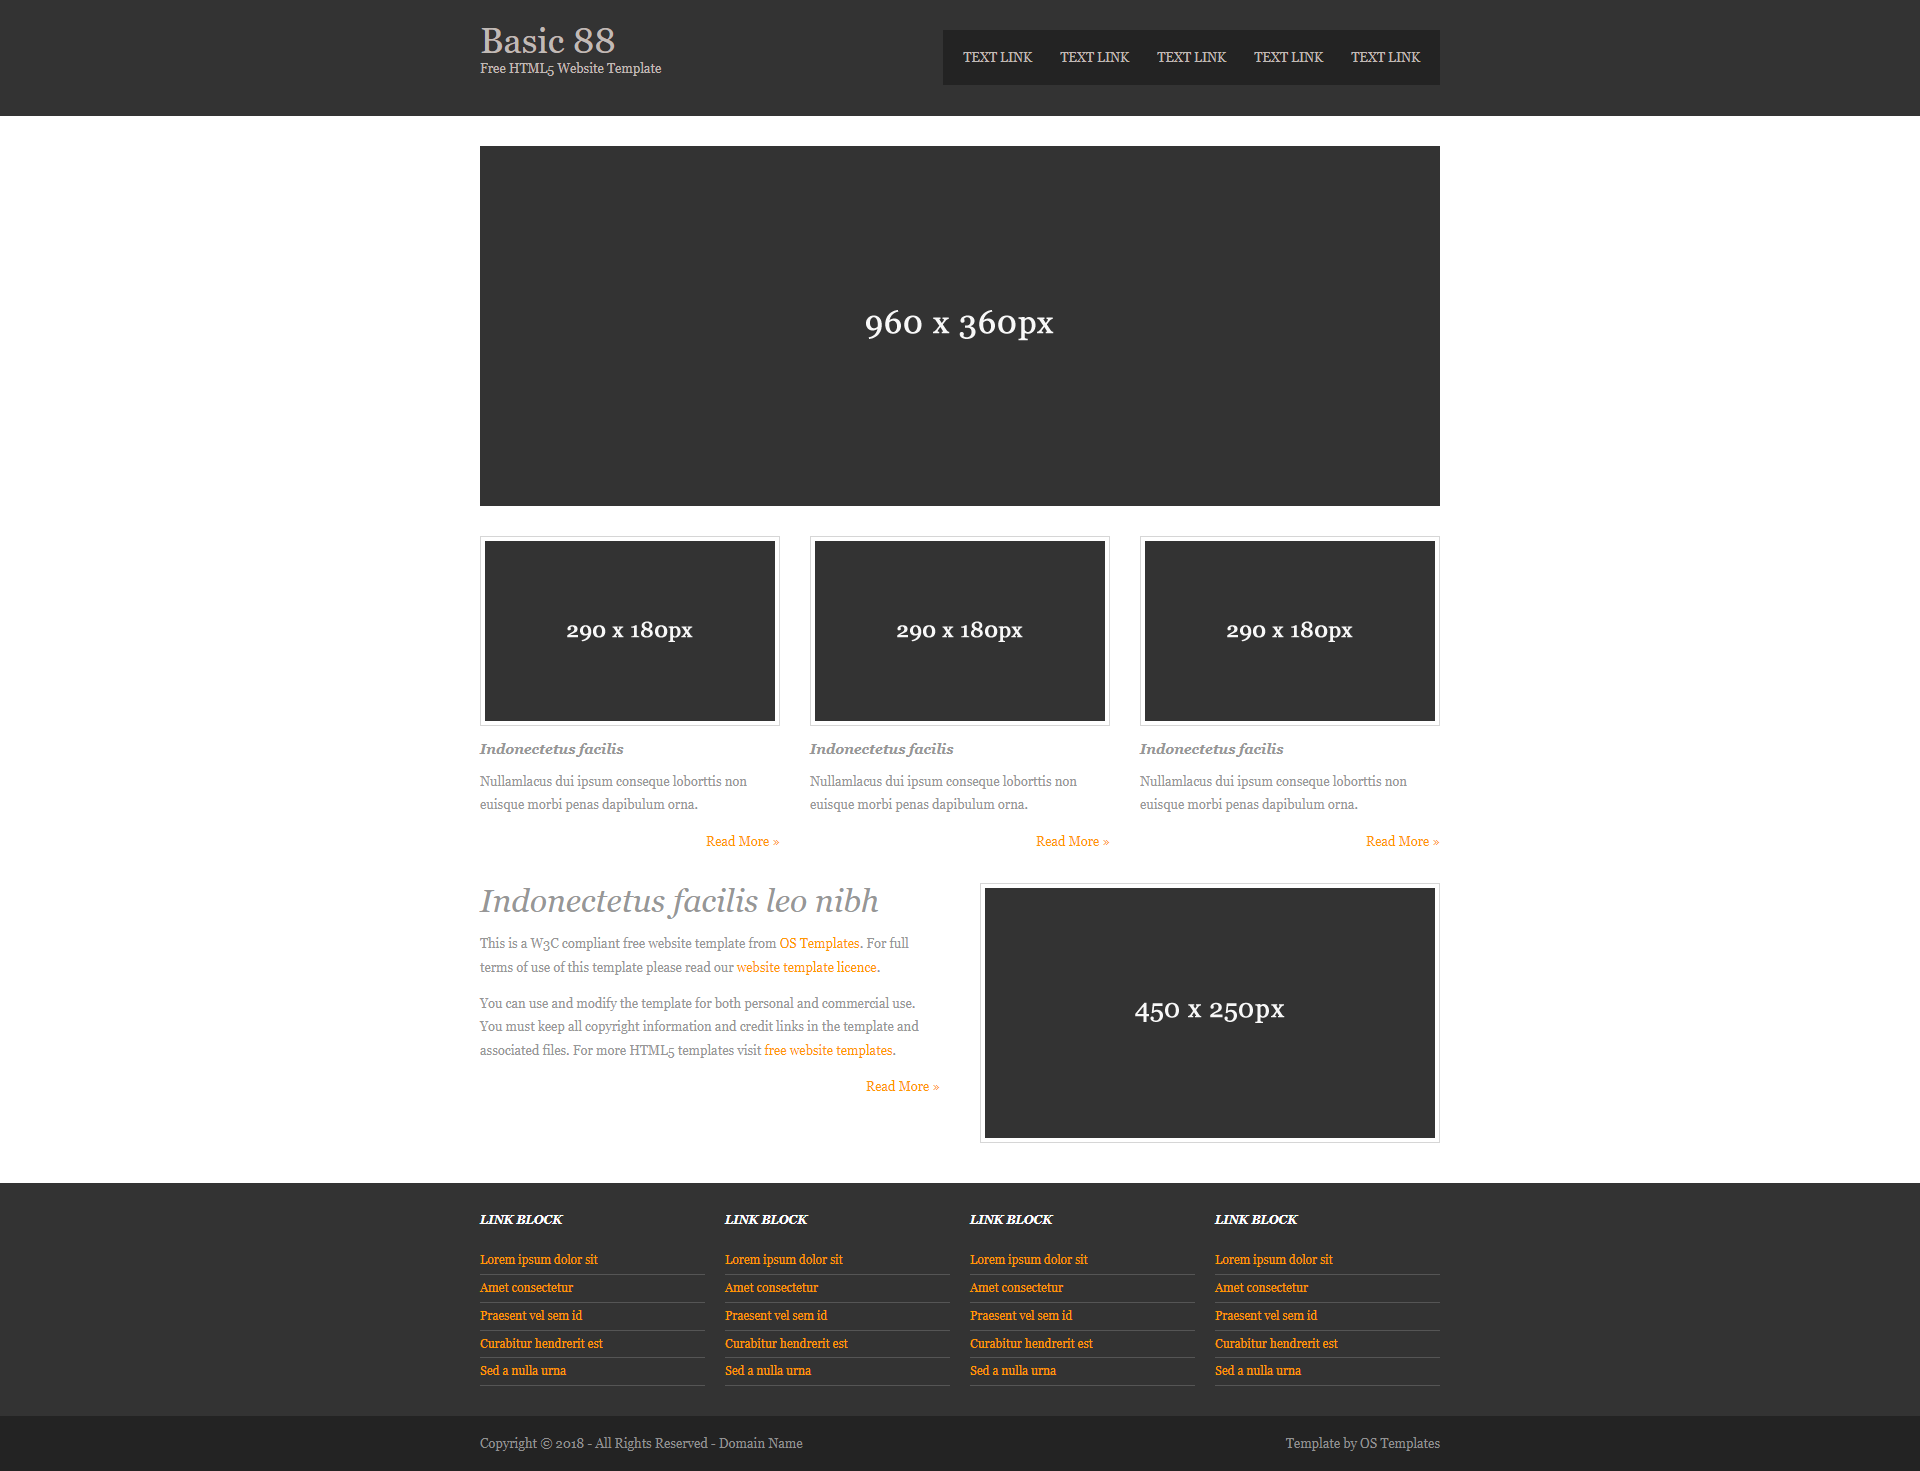 Basic 88
Free HTML5 Website Template
TEXT LINK TEXT LINK TEXT LINK TEXT LINK TEXT LINK
960 x 360px
290 x 180px
Indonectetus facilis
Nullamlacus dui ipsum conseque loborttis non
euisque morbi penas dapibulum orna.
Read More »
290 x 180px
Indonectetus facilis
Nullamlacus dui ipsum conseque loborttis non
euisque morbi penas dapibulum orna.
Read More »
290 x 180px
Indonectetus facilis
Nullamlacus dui ipsum conseque loborttis non
euisque morbi penas dapibulum orna.
Read More »
Indonectetus facilis leo nibh
This is a W3C compliant free website template from OS Templates. For full
terms of use of this template please read our website template licence.
You can use and modify the template for both personal and commercial use.
You must keep all copyright information and credit links in the template and
associated files. For more HTML5 templates visit free website templates.
Read More »
450 x 250px
LINK BLOCK
Lorem ipsum dolor sit
Amet consectetur
Praesent vel sem id
Curabitur hendrerit est
Sed a nulla urna
LINK BLOCK
Lorem ipsum dolor sit
Amet consectetur
Praesent vel sem id
Curabitur hendrerit est
Sed a nulla urna
LINK BLOCK
Lorem ipsum dolor sit
Amet consectetur
Praesent vel sem id
Curabitur hendrerit est
Sed a nulla urna
LINK BLOCK
Lorem ipsum dolor sit
Amet consectetur
Praesent vel sem id
Curabitur hendrerit est
Sed a nulla urna
Copyright © 2018 - All Rights Reserved - Domain Name
Template by OS Templates